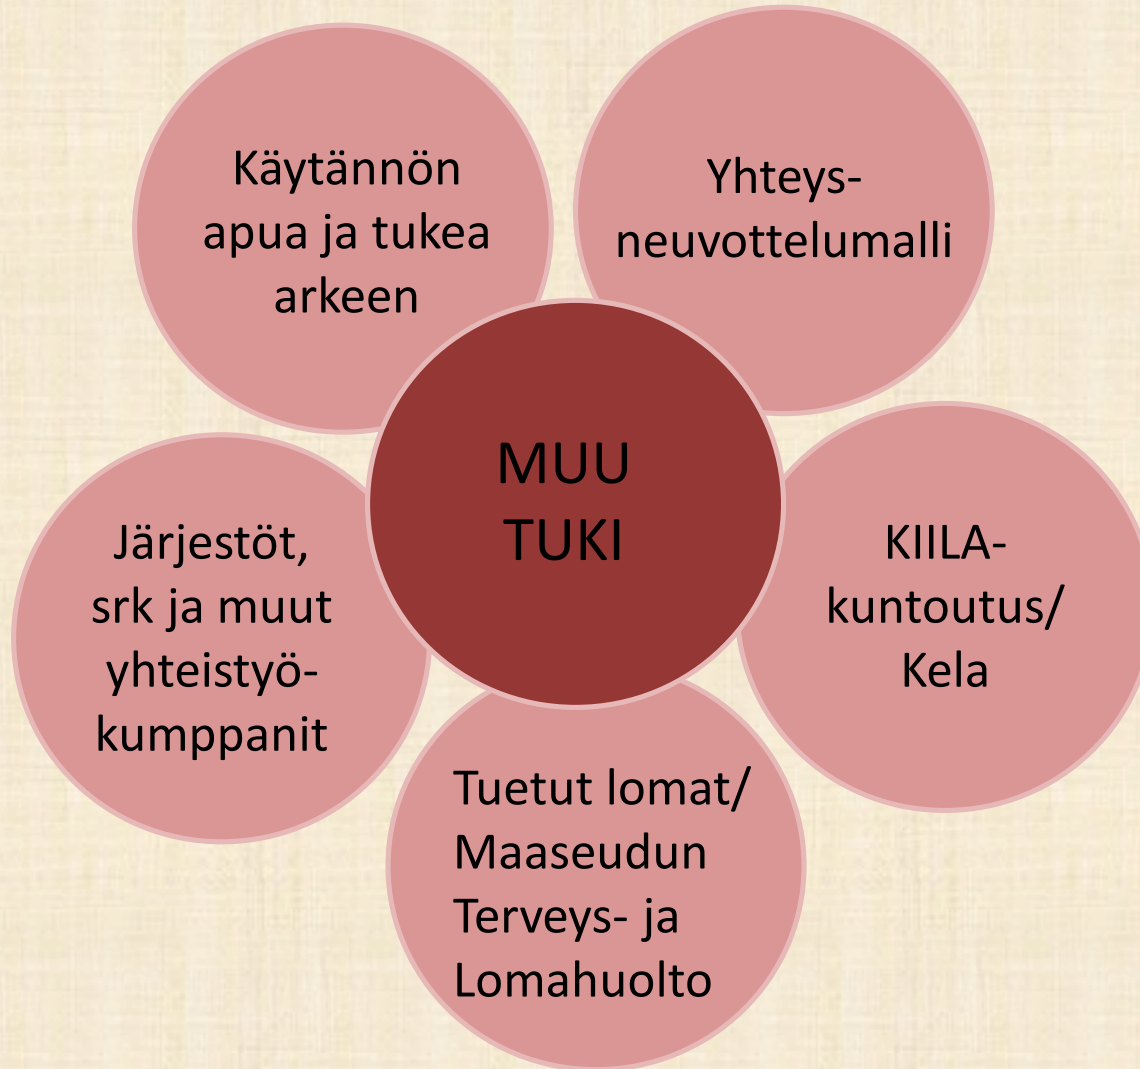 Käytännön
apua ja tukea
arkeen
Yhteys-
neuvottelumalli
MUU
TUKI
Järjestöt,
srk ja muut
yhteistyö-
kumppanit
KIILA-
kuntoutus/
Kela
Tuetut lomat/
Maaseudun
Terveys- ja
Lomahuolto